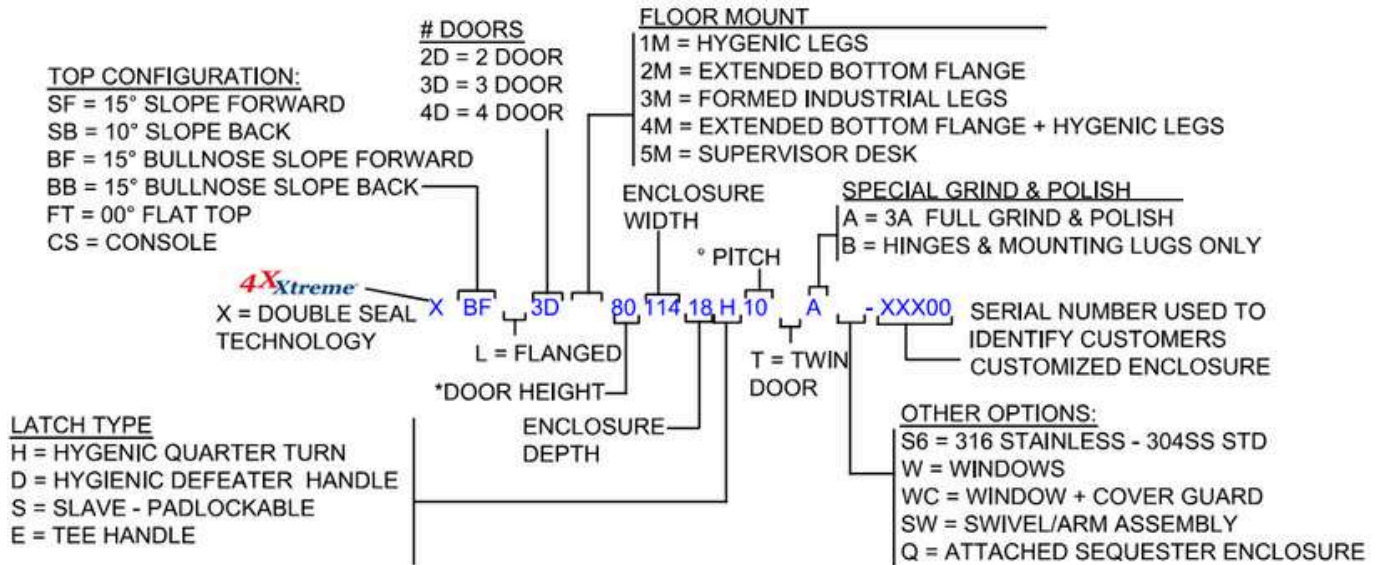 # DOORS
2D = 2 DOOR
3D = 3 DOOR
4D = 4 DOOR
FLOOR MOUNT
1M = HYGENIC LEGS
2M = EXTENDED BOTTOM FLANGE
3M = FORMED INDUSTRIAL LEGS
4M = EXTENDED BOTTOM FLANGE + HYGENIC LEGS
5M = SUPERVISOR DESK
TOP CONFIGURATION:
SF = 15° SLOPE FORWARD
SB = 10° SLOPE BACK
BF = 15° BULLNOSE SLOPE FORWARD
BB = 15° BULLNOSE SLOPE BACK
FT = 00° FLAT TOP
CS = CONSOLE
ENCLOSURE
WIDTH
SPECIAL GRIND & POLISH
A = 3A FULL GRIND & POLISH
B = HINGES & MOUNTING LUGS ONLY
° PITCH
4X Xtreme
X = DOUBLE SEAL
TECHNOLOGY
X BF 3D 80 114 18 H 10 A - XXX00
SERIAL NUMBER USED TO
IDENTIFY CUSTOMERS
CUSTOMIZED ENCLOSURE
L = FLANGED
*DOOR HEIGHT
ENCLOSURE
DEPTH
T = TWIN
DOOR
LATCH TYPE
H = HYGENIC QUARTER TURN
D = HYGIENIC DEFEATER HANDLE
S = SLAVE - PADLOCKABLE
E = TEE HANDLE
OTHER OPTIONS:
S6 = 316 STAINLESS - 304SS STD
W = WINDOWS
WC = WINDOW + COVER GUARD
SW = SWIVEL/ARM ASSEMBLY
Q = ATTACHED SEQUESTER ENCLOSURE